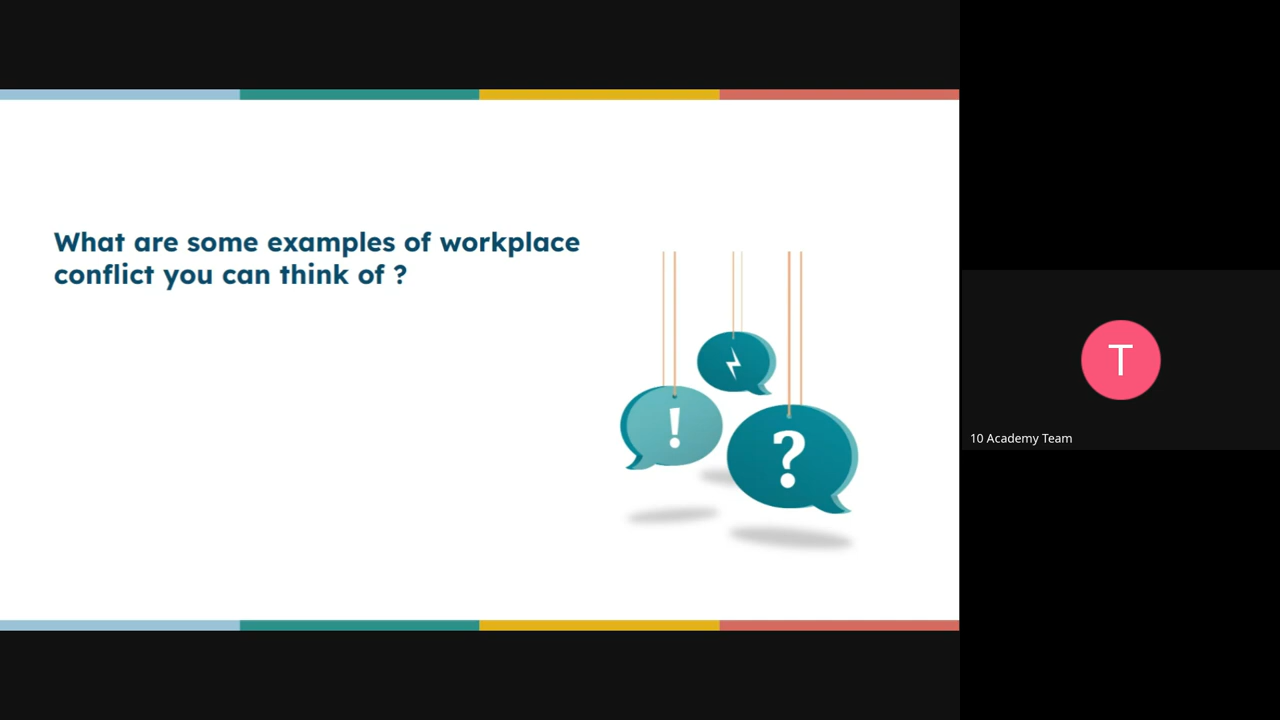 What are some examples of workplace
conflict you can think of ?
!
?
T
10 Academy Team